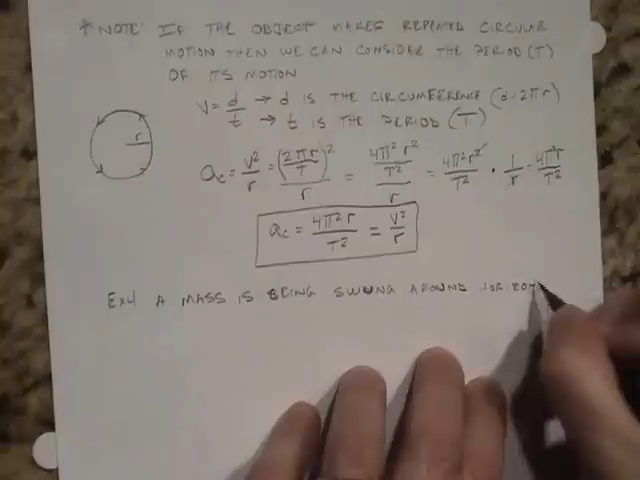 * NOTE: IF THE OBJECT MAKES REPEATED CIRCULAR
MOTION THEN WE CAN CONSIDER THE PERIOD (T)
OF ITS MOTION
V = d/t → d IS THE CIRCUMFERENCE (d = 2πr)
→ t IS THE PERIOD (T)
r
ac = V²/r = (2πr/T)²/r = (4π²r²/T²)/r = 4π²r²/T² · 1/r = 4π²r/T²
ac = 4π²r/T² = V²/r
EX4 A MASS IS BEING SWUNG AROUND HORIZON